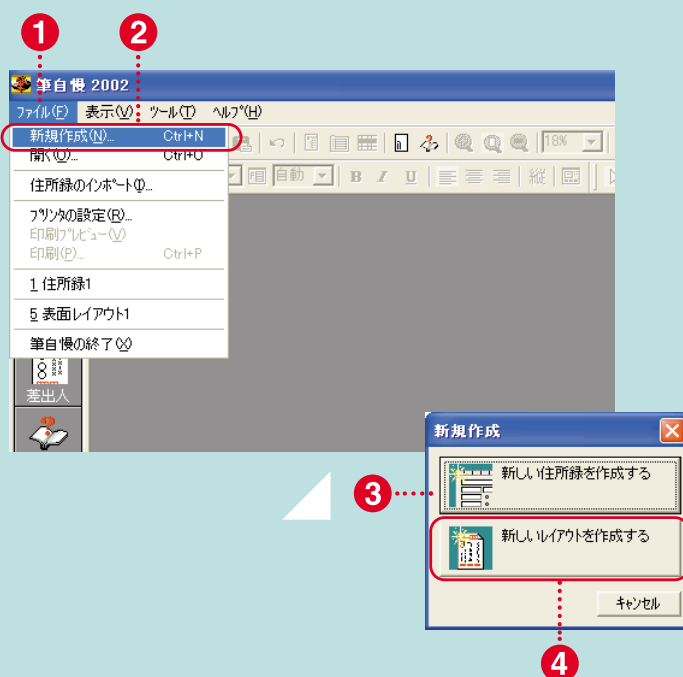 1 2
筆自慢 2002
ファイル(F) 表示(V) ツール(T) ヘルプ(H)
新規作成(N)... Ctrl+N
18%
開く(O)... Ctrl+O
自動 B I U 縦
住所録のインポート(I)...
プリンタの設定(R)...
印刷プレビュー(V)
印刷(P)... Ctrl+P
1 住所録1
5 表面レイアウト1
筆自慢の終了(X)
差出人
新規作成
3
新しい住所録を作成する
新しいレイアウトを作成する
キャンセル
4